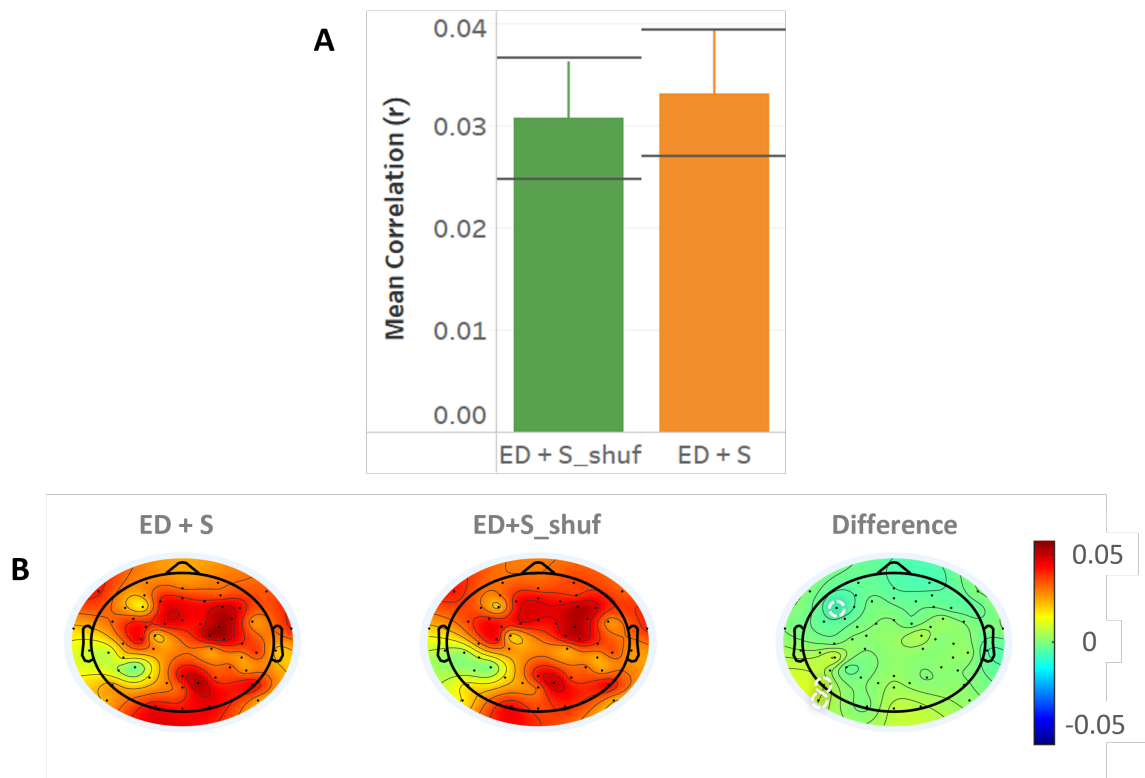 A
Mean Correlation (r)
0.04
0.03
0.02
0.01
0.00
ED + S_shuf
ED + S
B
ED + S
ED+S_shuf
Difference
0.05
0
-0.05